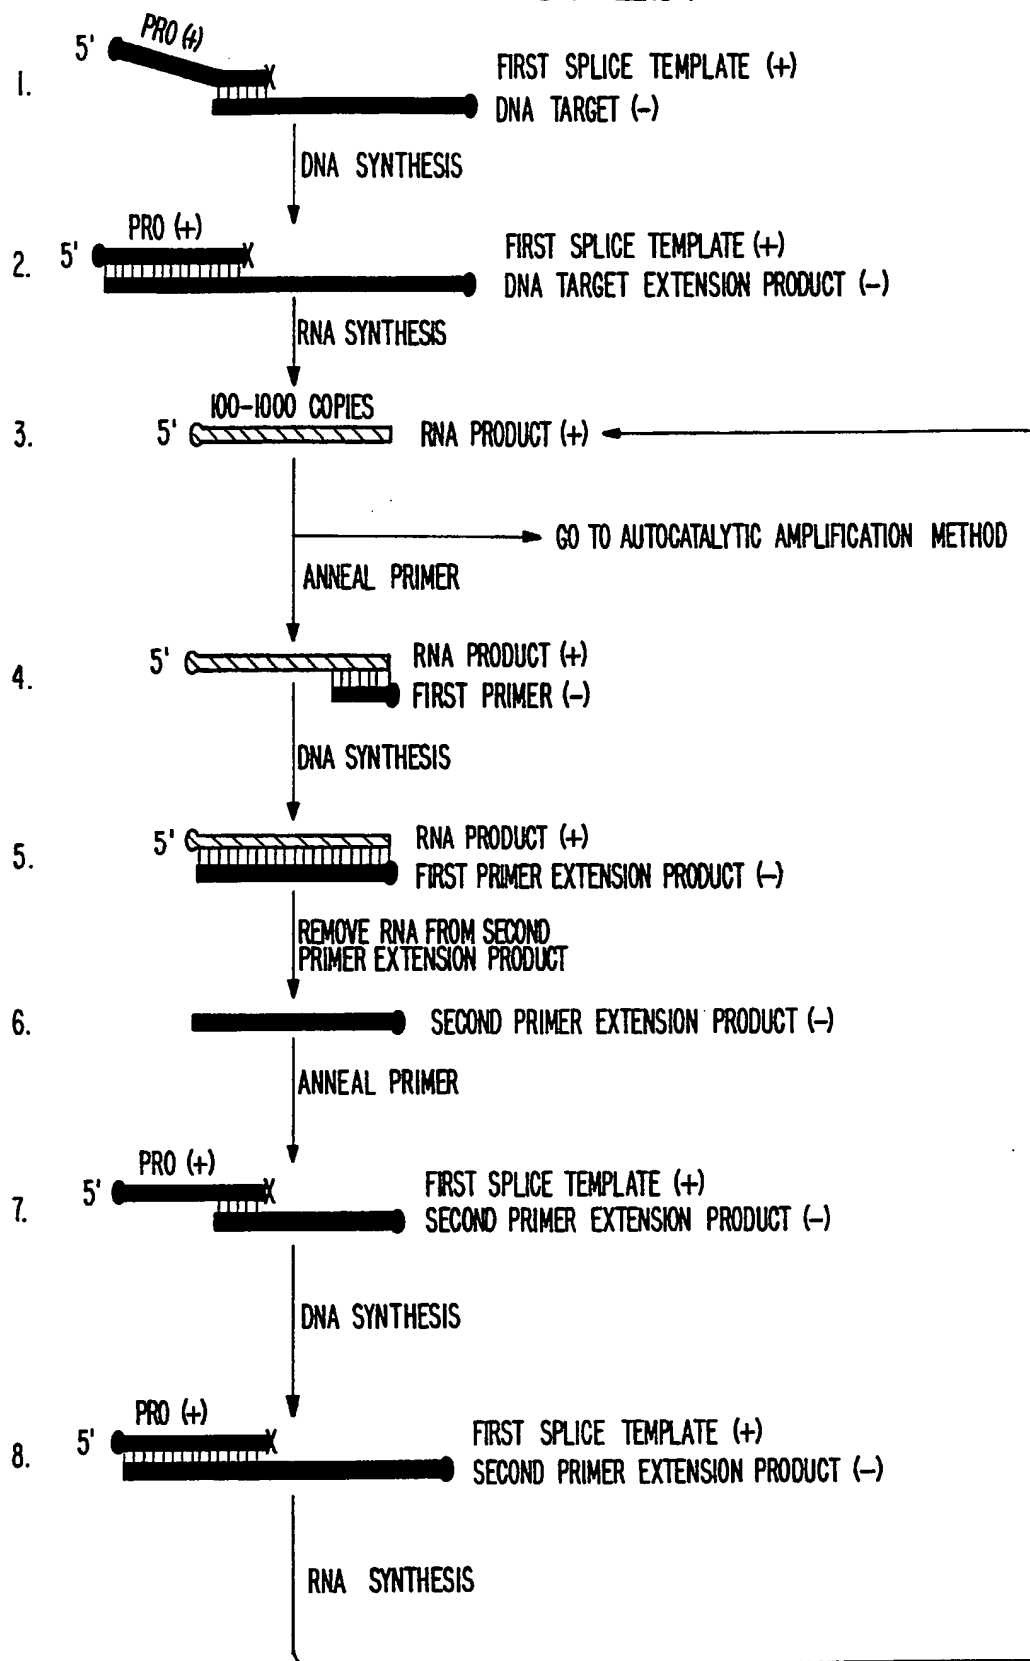 PRO (+)
5'
1.
FIRST SPLICE TEMPLATE (+)
DNA TARGET (-)
DNA SYNTHESIS
PRO (+)
5'
2.
FIRST SPLICE TEMPLATE (+)
DNA TARGET EXTENSION PRODUCT (-)
RNA SYNTHESIS
100-1000 COPIES
3.
5'
RNA PRODUCT (+)
GO TO AUTOCATALYTIC AMPLIFICATION METHOD
ANNEAL PRIMER
4.
5'
RNA PRODUCT (+)
FIRST PRIMER (-)
DNA SYNTHESIS
5.
5'
RNA PRODUCT (+)
FIRST PRIMER EXTENSION PRODUCT (-)
REMOVE RNA FROM SECOND
PRIMER EXTENSION PRODUCT
6.
SECOND PRIMER EXTENSION PRODUCT (-)
ANNEAL PRIMER
PRO (+)
5'
X
7.
FIRST SPLICE TEMPLATE (+)
SECOND PRIMER EXTENSION PRODUCT (-)
DNA SYNTHESIS
PRO (+)
5'
X
8.
FIRST SPLICE TEMPLATE (+)
SECOND PRIMER EXTENSION PRODUCT (-)
RNA SYNTHESIS